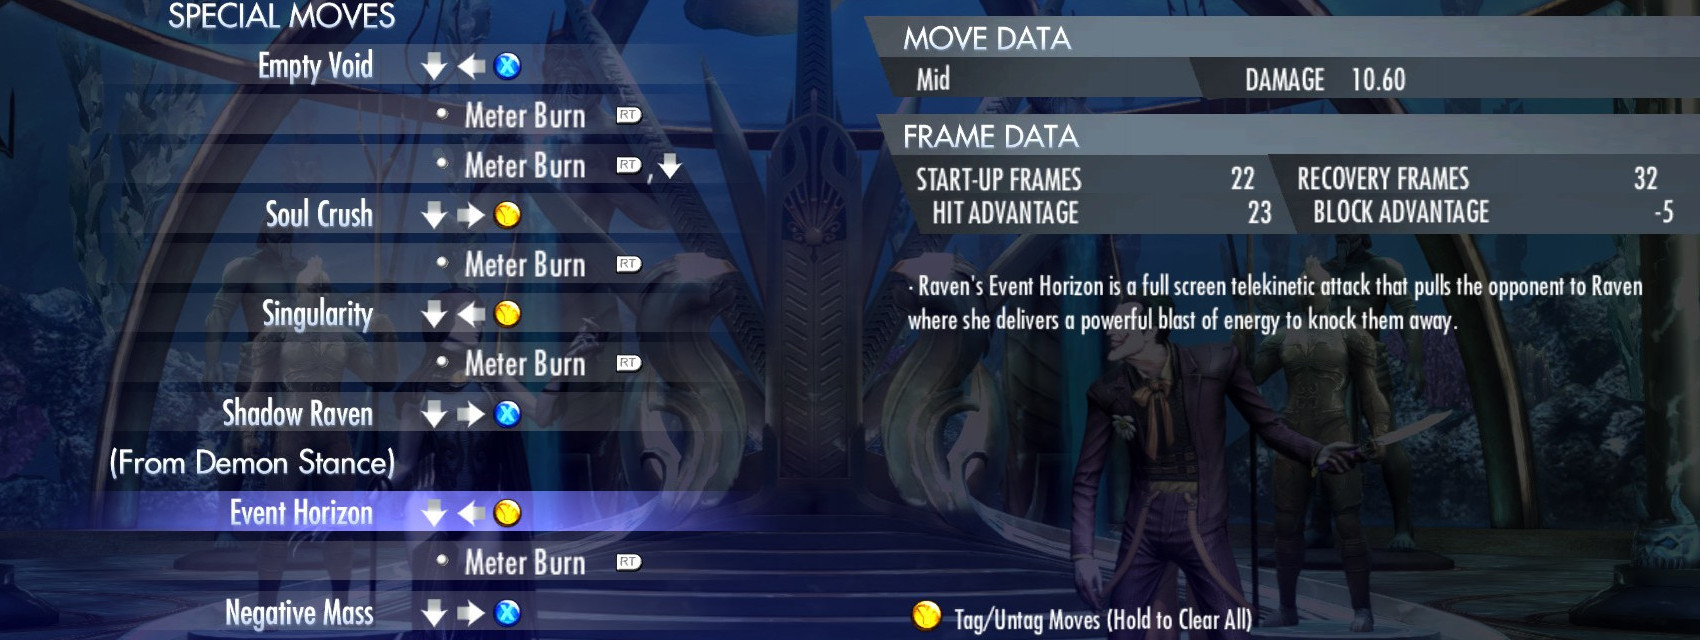 SPECIAL MOVES
Empty Void X
• Meter Burn RT
• Meter Burn RT,
Soul Crush Y
• Meter Burn RT
Singularity Y
• Meter Burn RT
Shadow Raven X
(From Demon Stance)
Event Horizon Y
• Meter Burn RT
Negative Mass X
MOVE DATA
Mid DAMAGE 10.60
FRAME DATA
START-UP FRAMES 22 RECOVERY FRAMES 32
HIT ADVANTAGE 23 BLOCK ADVANTAGE -5
· Raven's Event Horizon is a full screen telekinetic attack that pulls the opponent to Raven
where she delivers a powerful blast of energy to knock them away.
Y Tag/Untag Moves (Hold to Clear All)